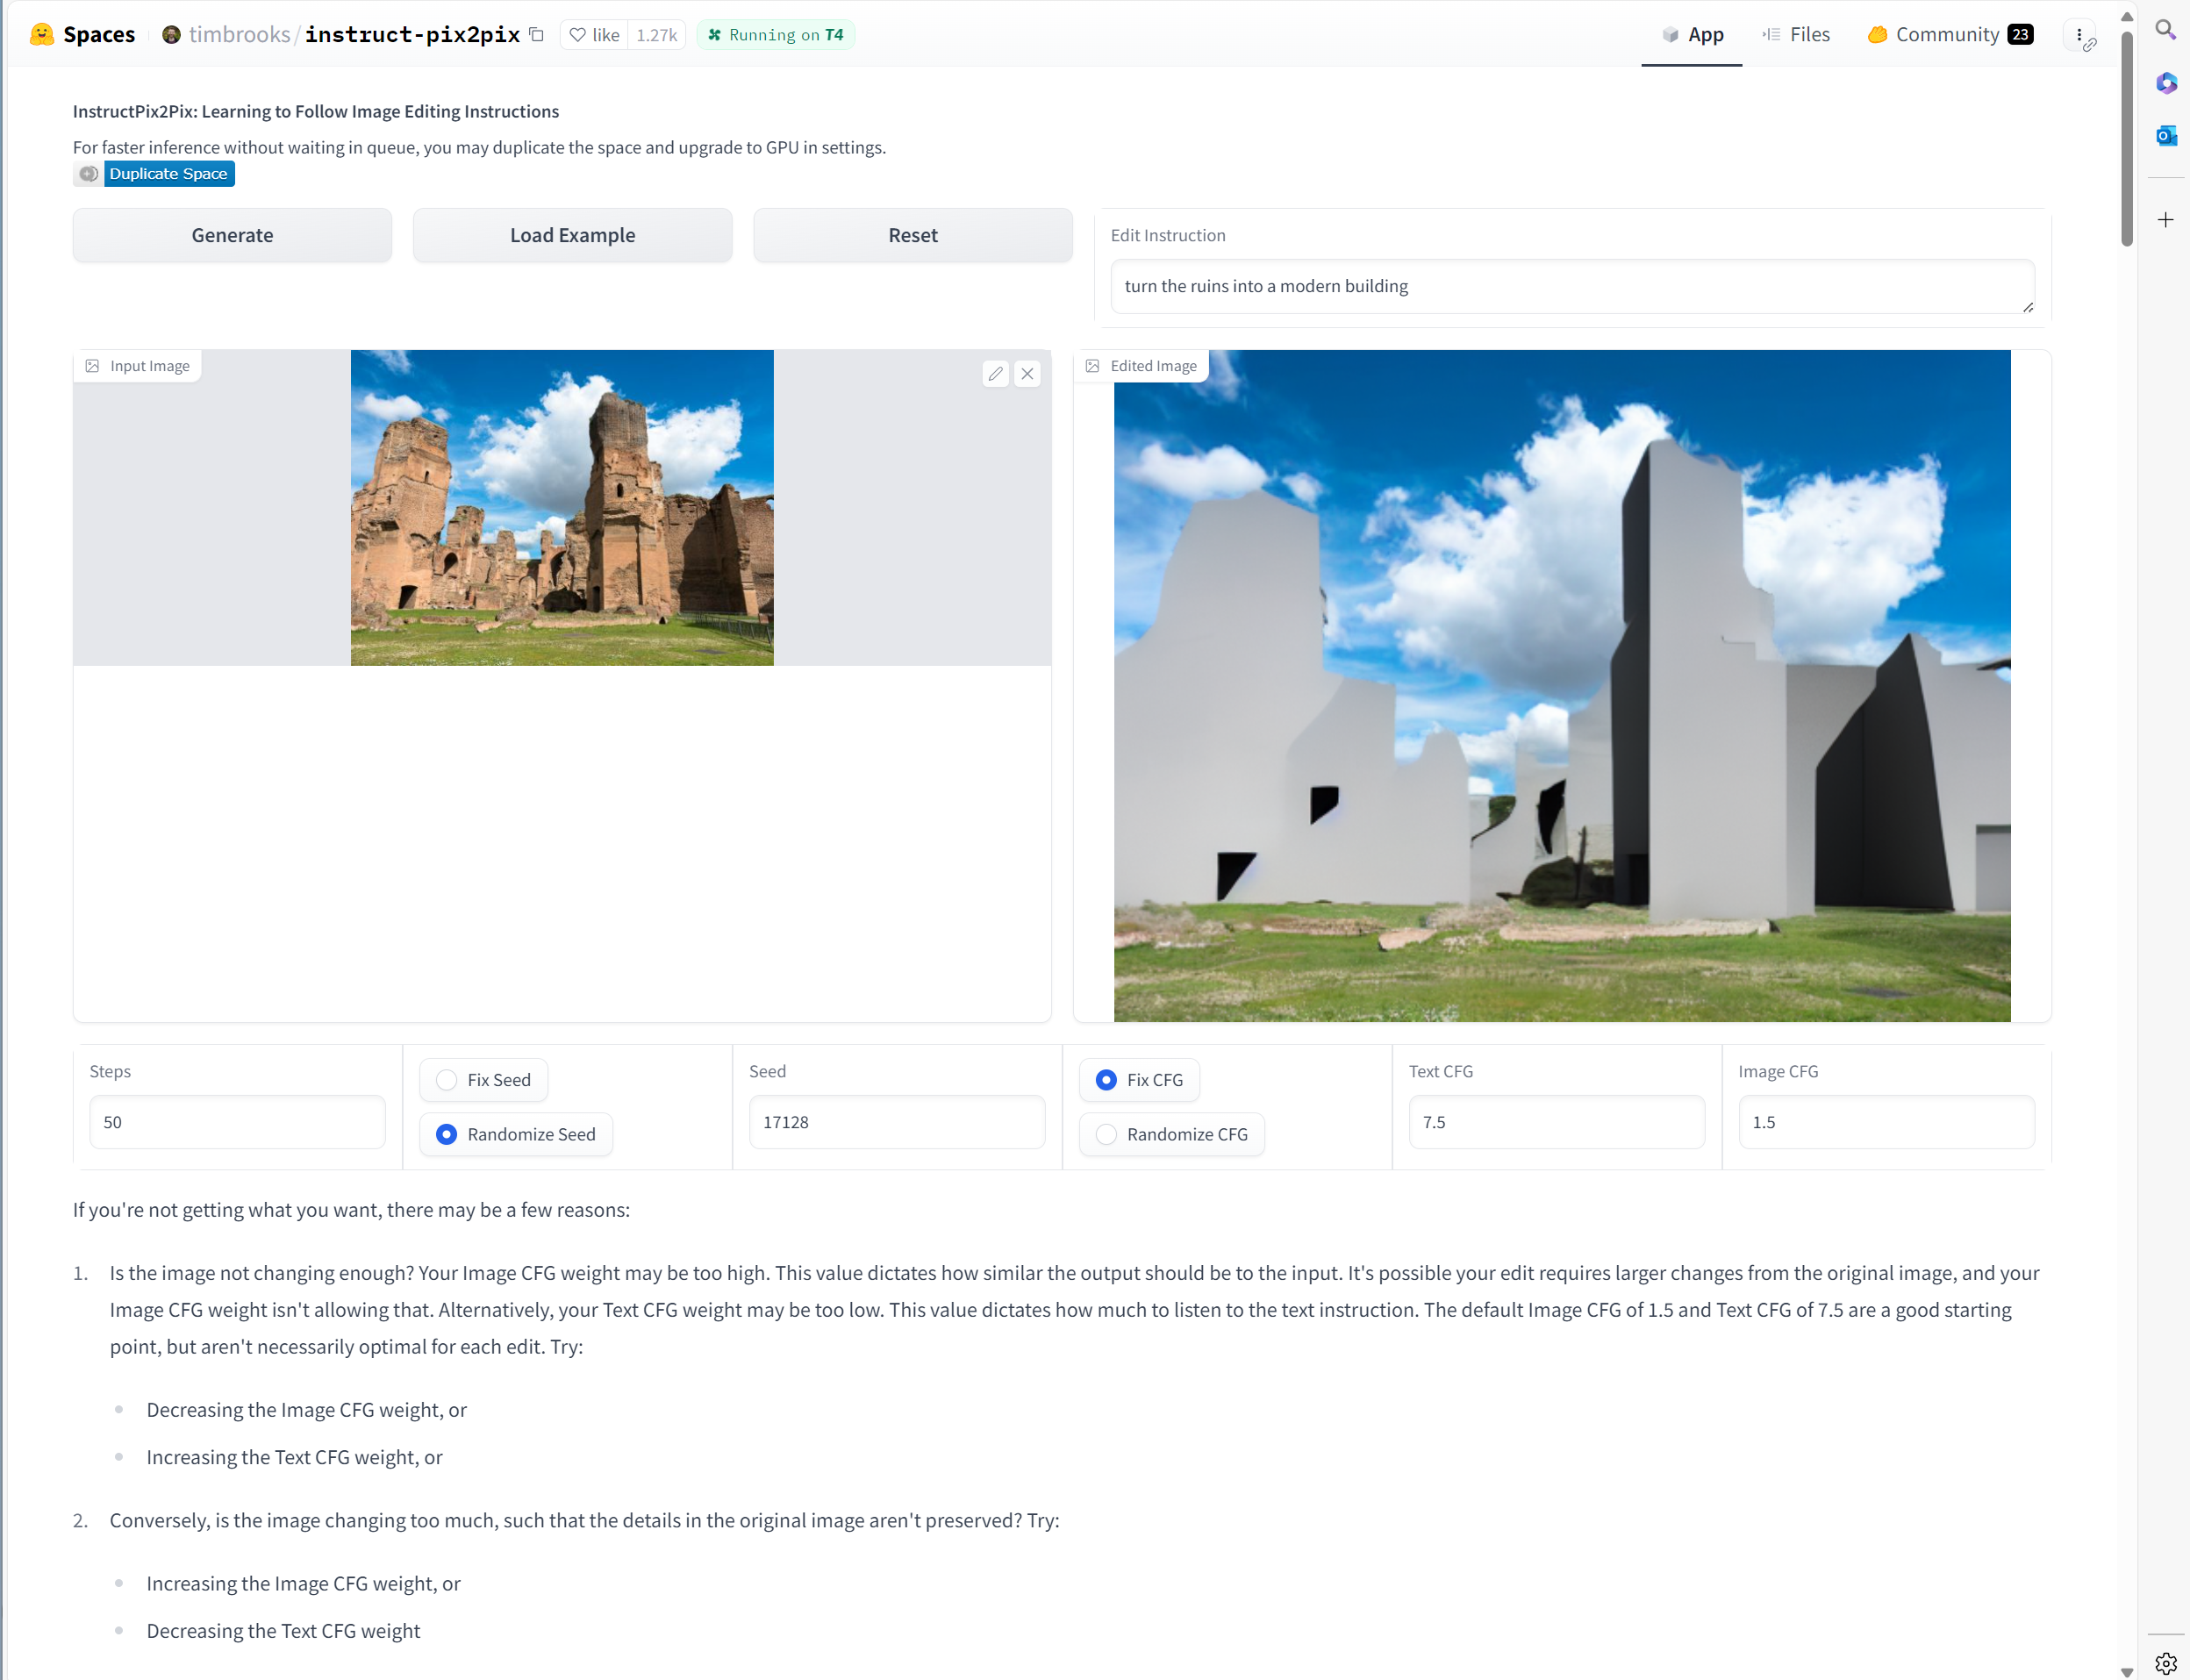 Spaces timbrooks/instruct-pix2pix like 1.27k Running on T4 App Files Community 23
InstructPix2Pix: Learning to Follow Image Editing Instructions
For faster inference without waiting in queue, you may duplicate the space and upgrade to GPU in settings.
Duplicate Space
Generate Load Example Reset
Edit Instruction
turn the ruins into a modern building
Input Image
Edited Image
Steps
50
Fix Seed
Randomize Seed
Seed
17128
Fix CFG
Randomize CFG
Text CFG
7.5
Image CFG
1.5
If you're not getting what you want, there may be a few reasons:
1. Is the image not changing enough? Your Image CFG weight may be too high. This value dictates how similar the output should be to the input. It's possible your edit requires larger changes from the original image, and your
Image CFG weight isn't allowing that. Alternatively, your Text CFG weight may be too low. This value dictates how much to listen to the text instruction. The default Image CFG of 1.5 and Text CFG of 7.5 are a good starting
point, but aren't necessarily optimal for each edit. Try:
Decreasing the Image CFG weight, or
Increasing the Text CFG weight, or
2. Conversely, is the image changing too much, such that the details in the original image aren't preserved? Try:
Increasing the Image CFG weight, or
Decreasing the Text CFG weight